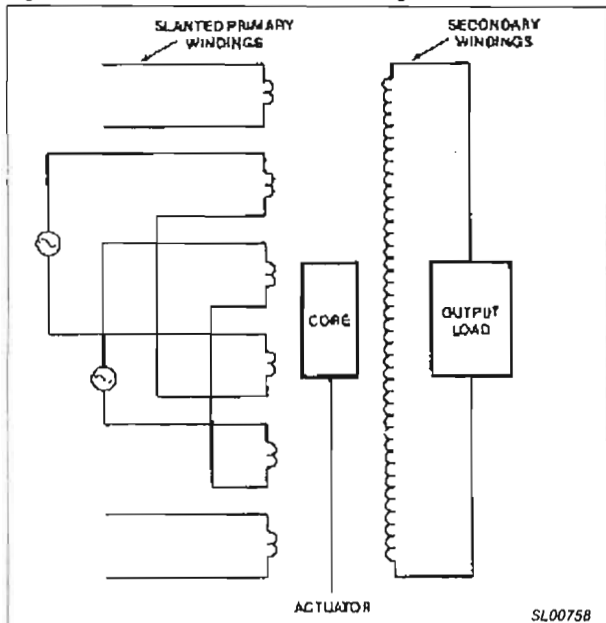 SLANTED PRIMARY
WINDINGS
SECONDARY
WINDINGS
CORE
OUTPUT
LOAD
ACTUATOR
SL00758